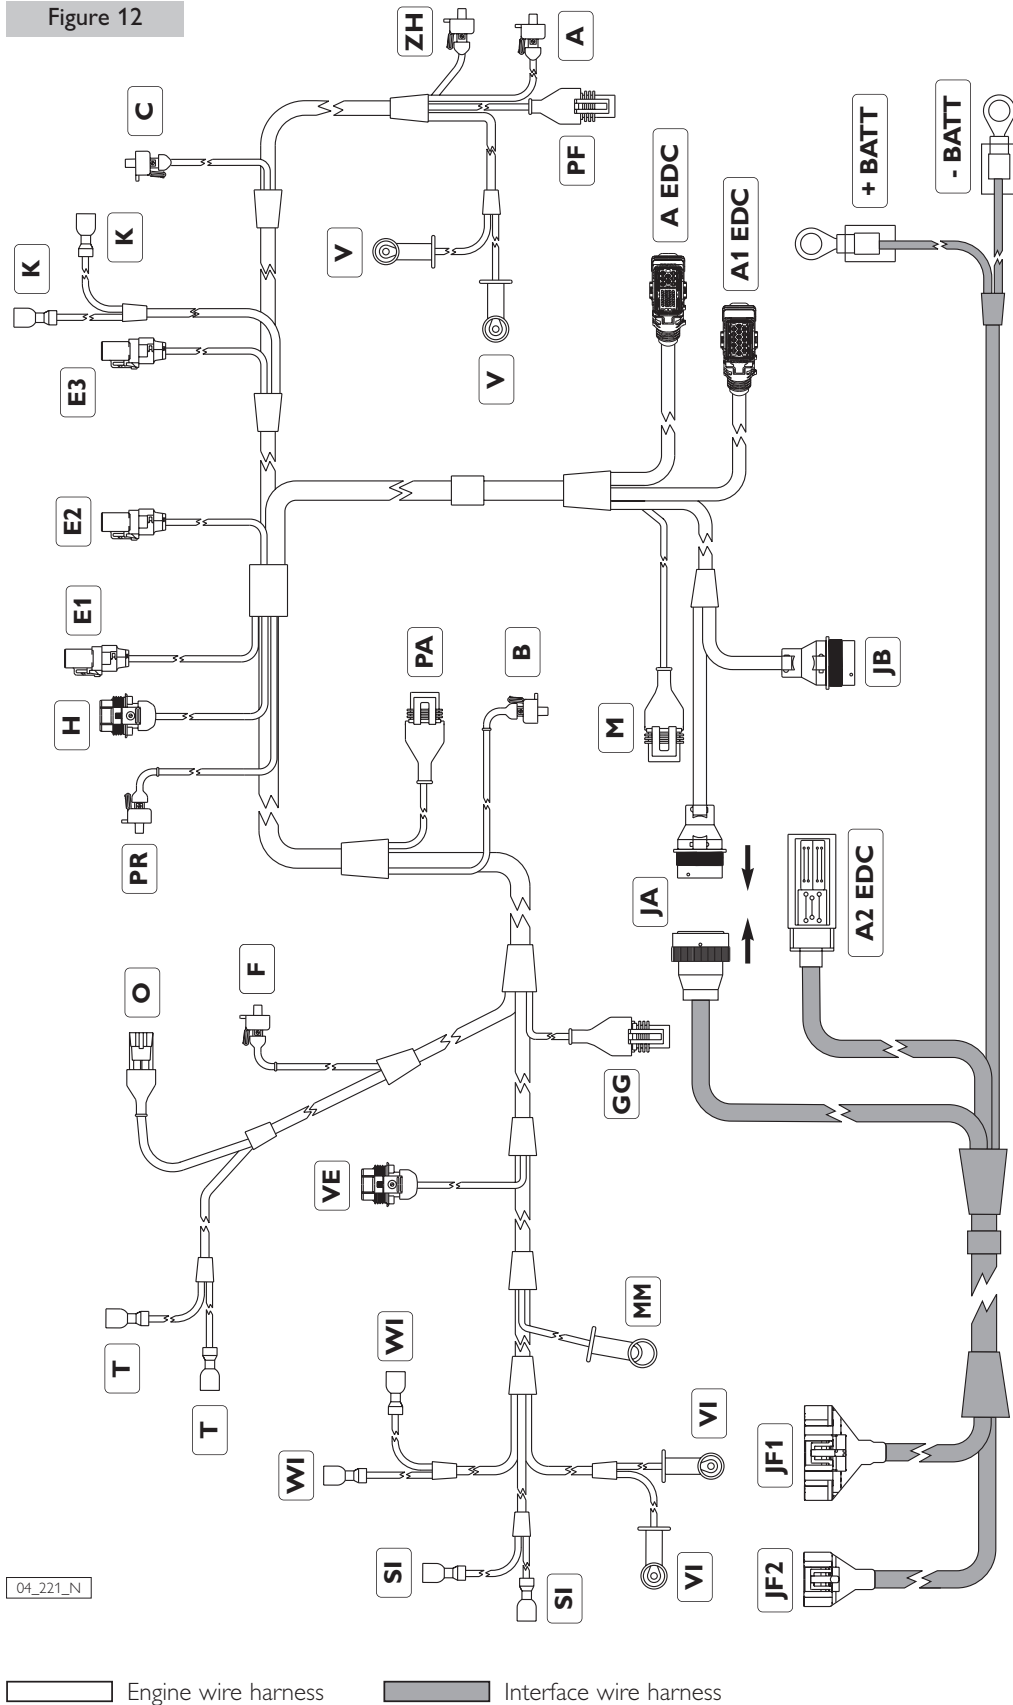 Figure 12
ZH
A
C
PF
K
K
V
A EDC
+ BATT
- BATT
A1 EDC
E3
V
E2
E1
PA
B
H
M
JB
PR
JA
A2 EDC
O
F
GG
VE
T
T
WI
MM
WI
VI
JF1
SI
SI
VI
JF2
04_221_N
Engine wire harness
Interface wire harness